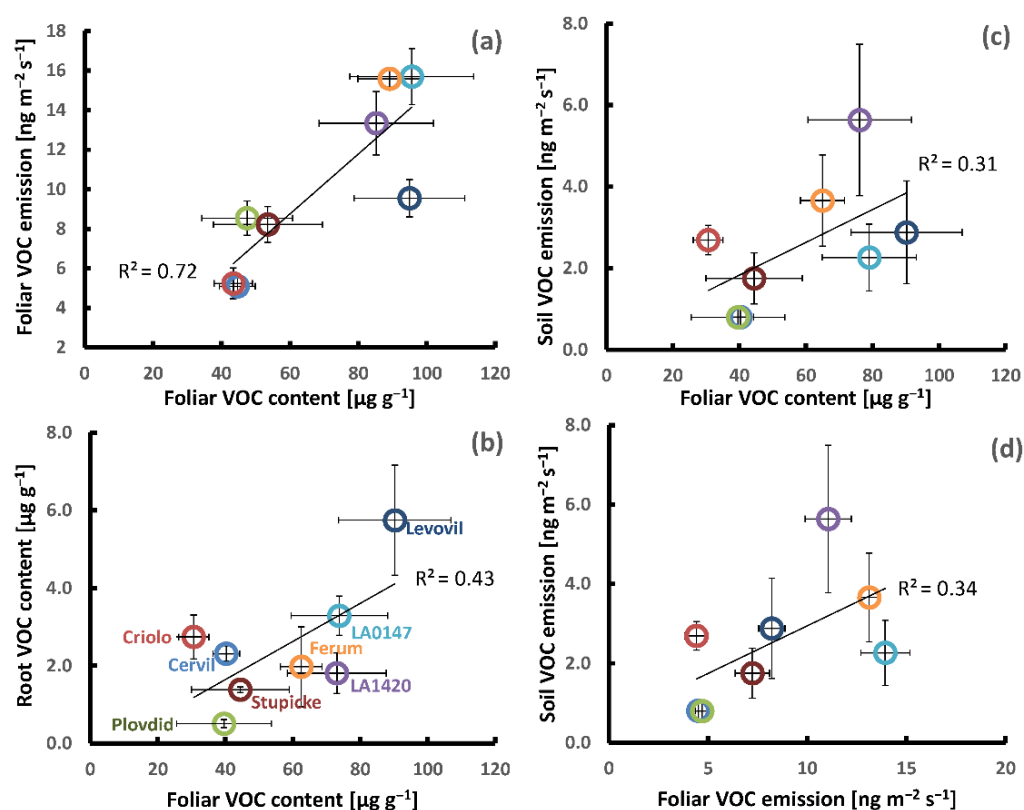 (a)
Foliar VOC emission [ng m⁻² s⁻¹]
18
16
14
12
10
8
6
4
2
R² = 0.72
0 20 40 60 80 100 120
Foliar VOC content [µg g⁻¹]
(c)
Soil VOC emission [ng m⁻² s⁻¹]
8.0
6.0
4.0
2.0
0.0
R² = 0.31
0 20 40 60 80 100 120
Foliar VOC content [µg g⁻¹]
(b)
Root VOC content [µg g⁻¹]
8.0
6.0
4.0
2.0
0.0
Levovil
R² = 0.43
LA0147
Criolo
Ferum
Cervil
LA1420
Stupicke
Plovdid
0 20 40 60 80 100 120
Foliar VOC content [µg g⁻¹]
(d)
Soil VOC emission [ng m⁻² s⁻¹]
8.0
6.0
4.0
2.0
0.0
R² = 0.34
5 10 15 20
Foliar VOC emission [ng m⁻² s⁻¹]